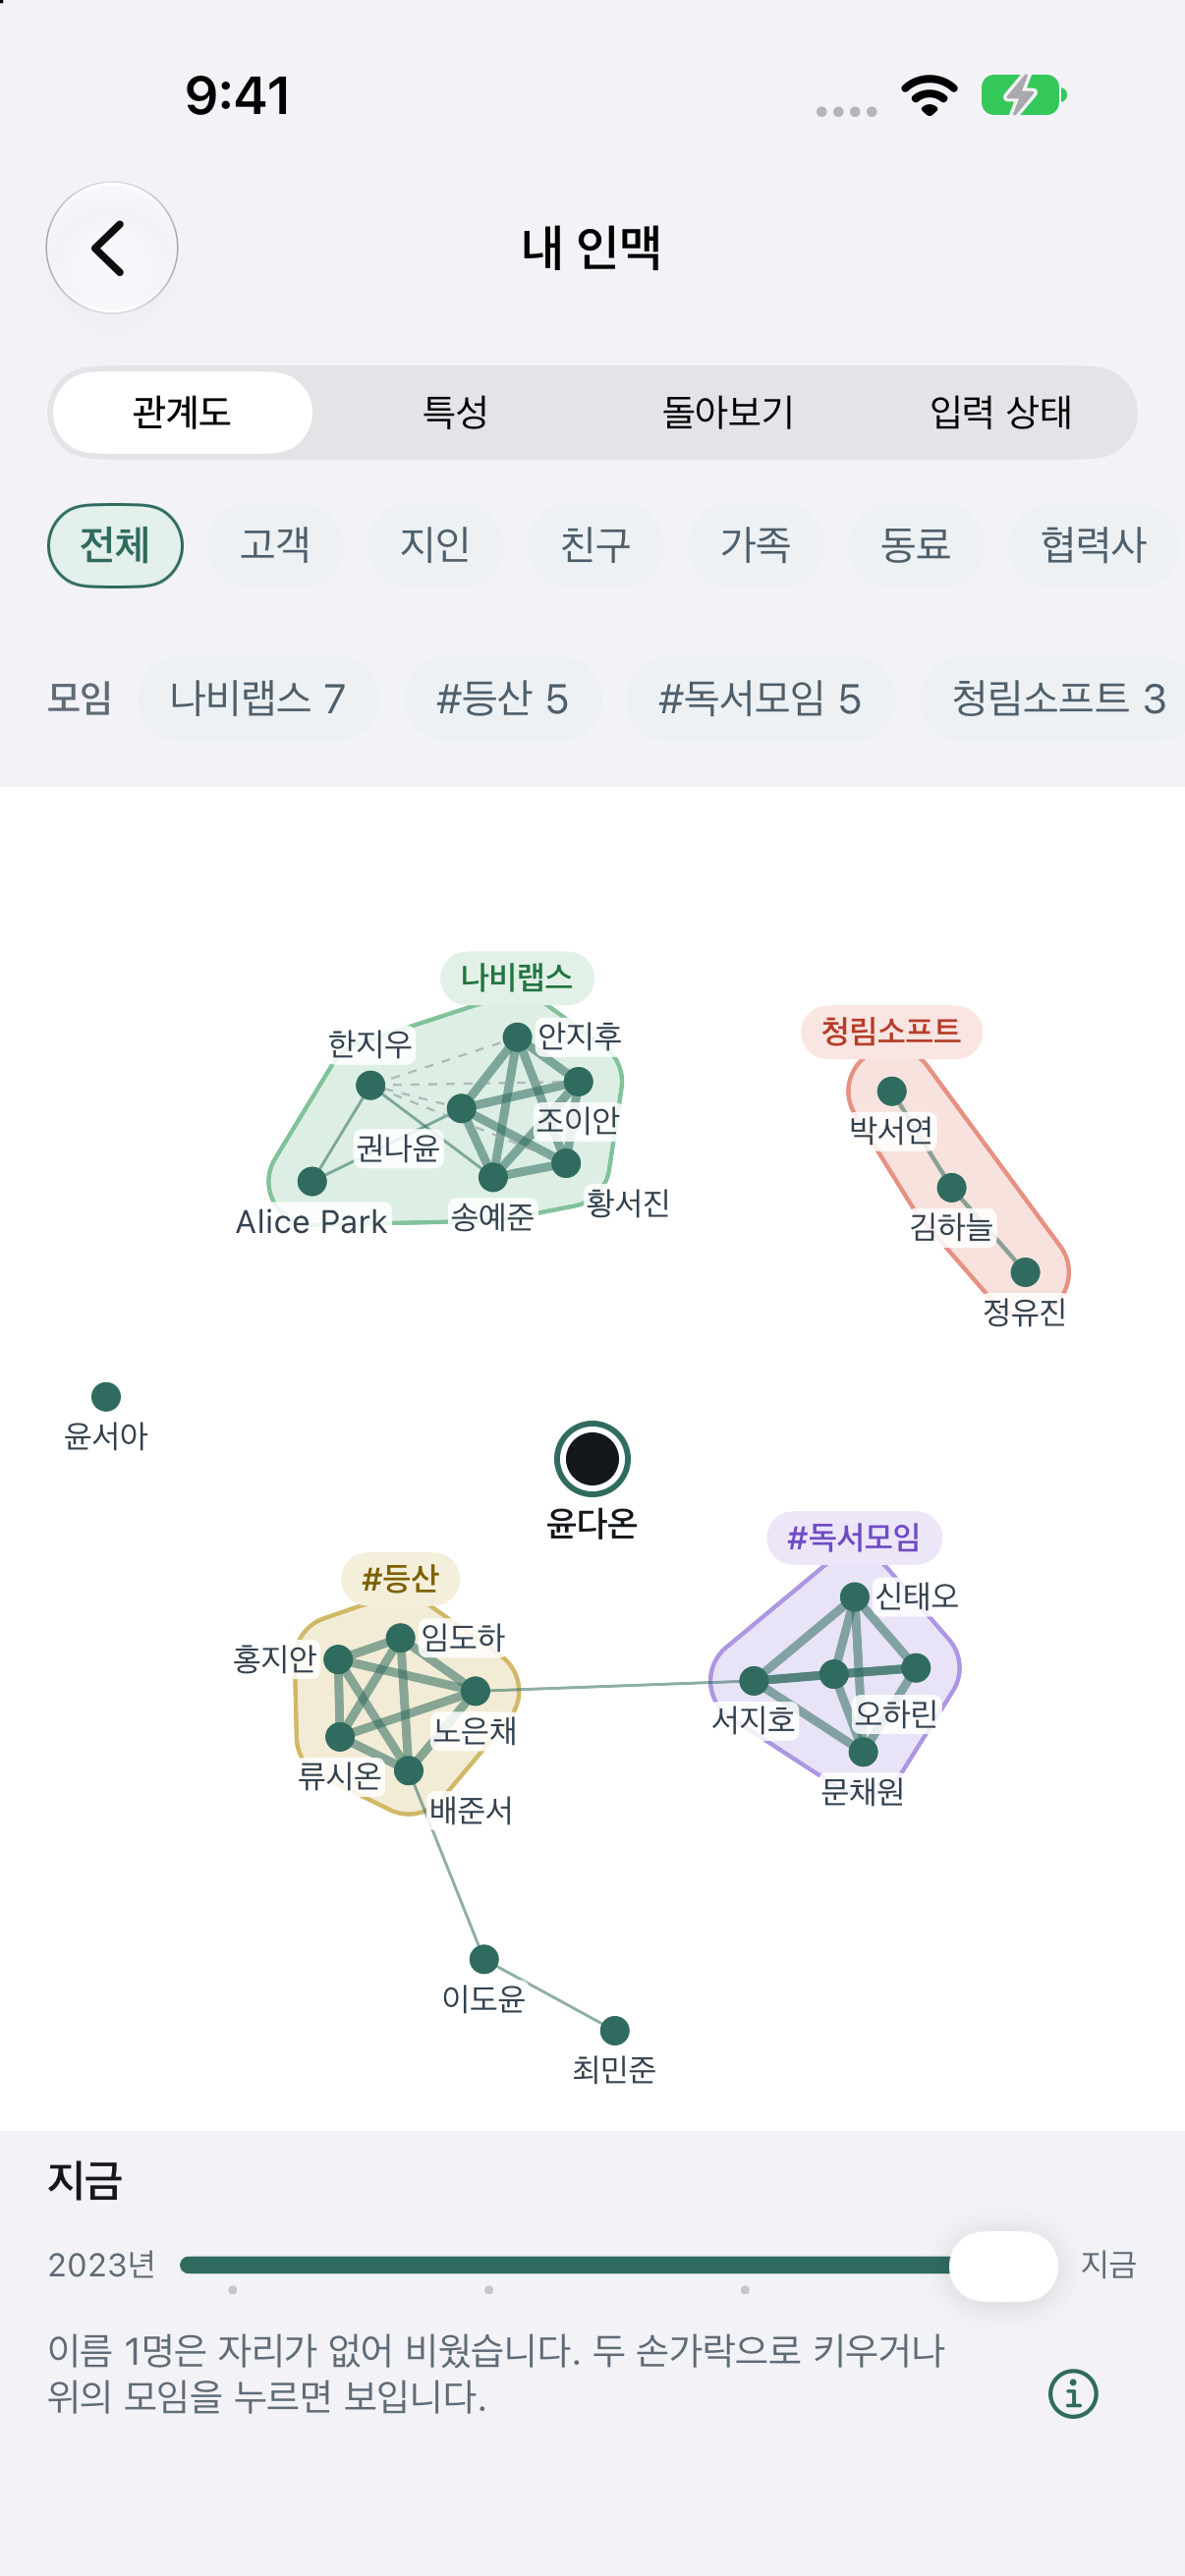 9:41
내 인맥
관계도 특성 돌아보기 입력 상태
전체 고객 지인 친구 가족 동료 협력사
모임 나비랩스 7 #등산 5 #독서모임 5 청림소프트 3
나비랩스
청림소프트
한지우
안지후
조이안
박서연
권나윤
황서진
송예준
Alice Park
김하늘
정유진
윤서아
윤다온
#독서모임
#등산
신태오
임도하
홍지안
오하린
서지호
노은채
류시온
문채원
배준서
이도윤
최민준
지금
2023년 지금
이름 1명은 자리가 없어 비웠습니다. 두 손가락으로 키우거나
위의 모임을 누르면 보입니다.